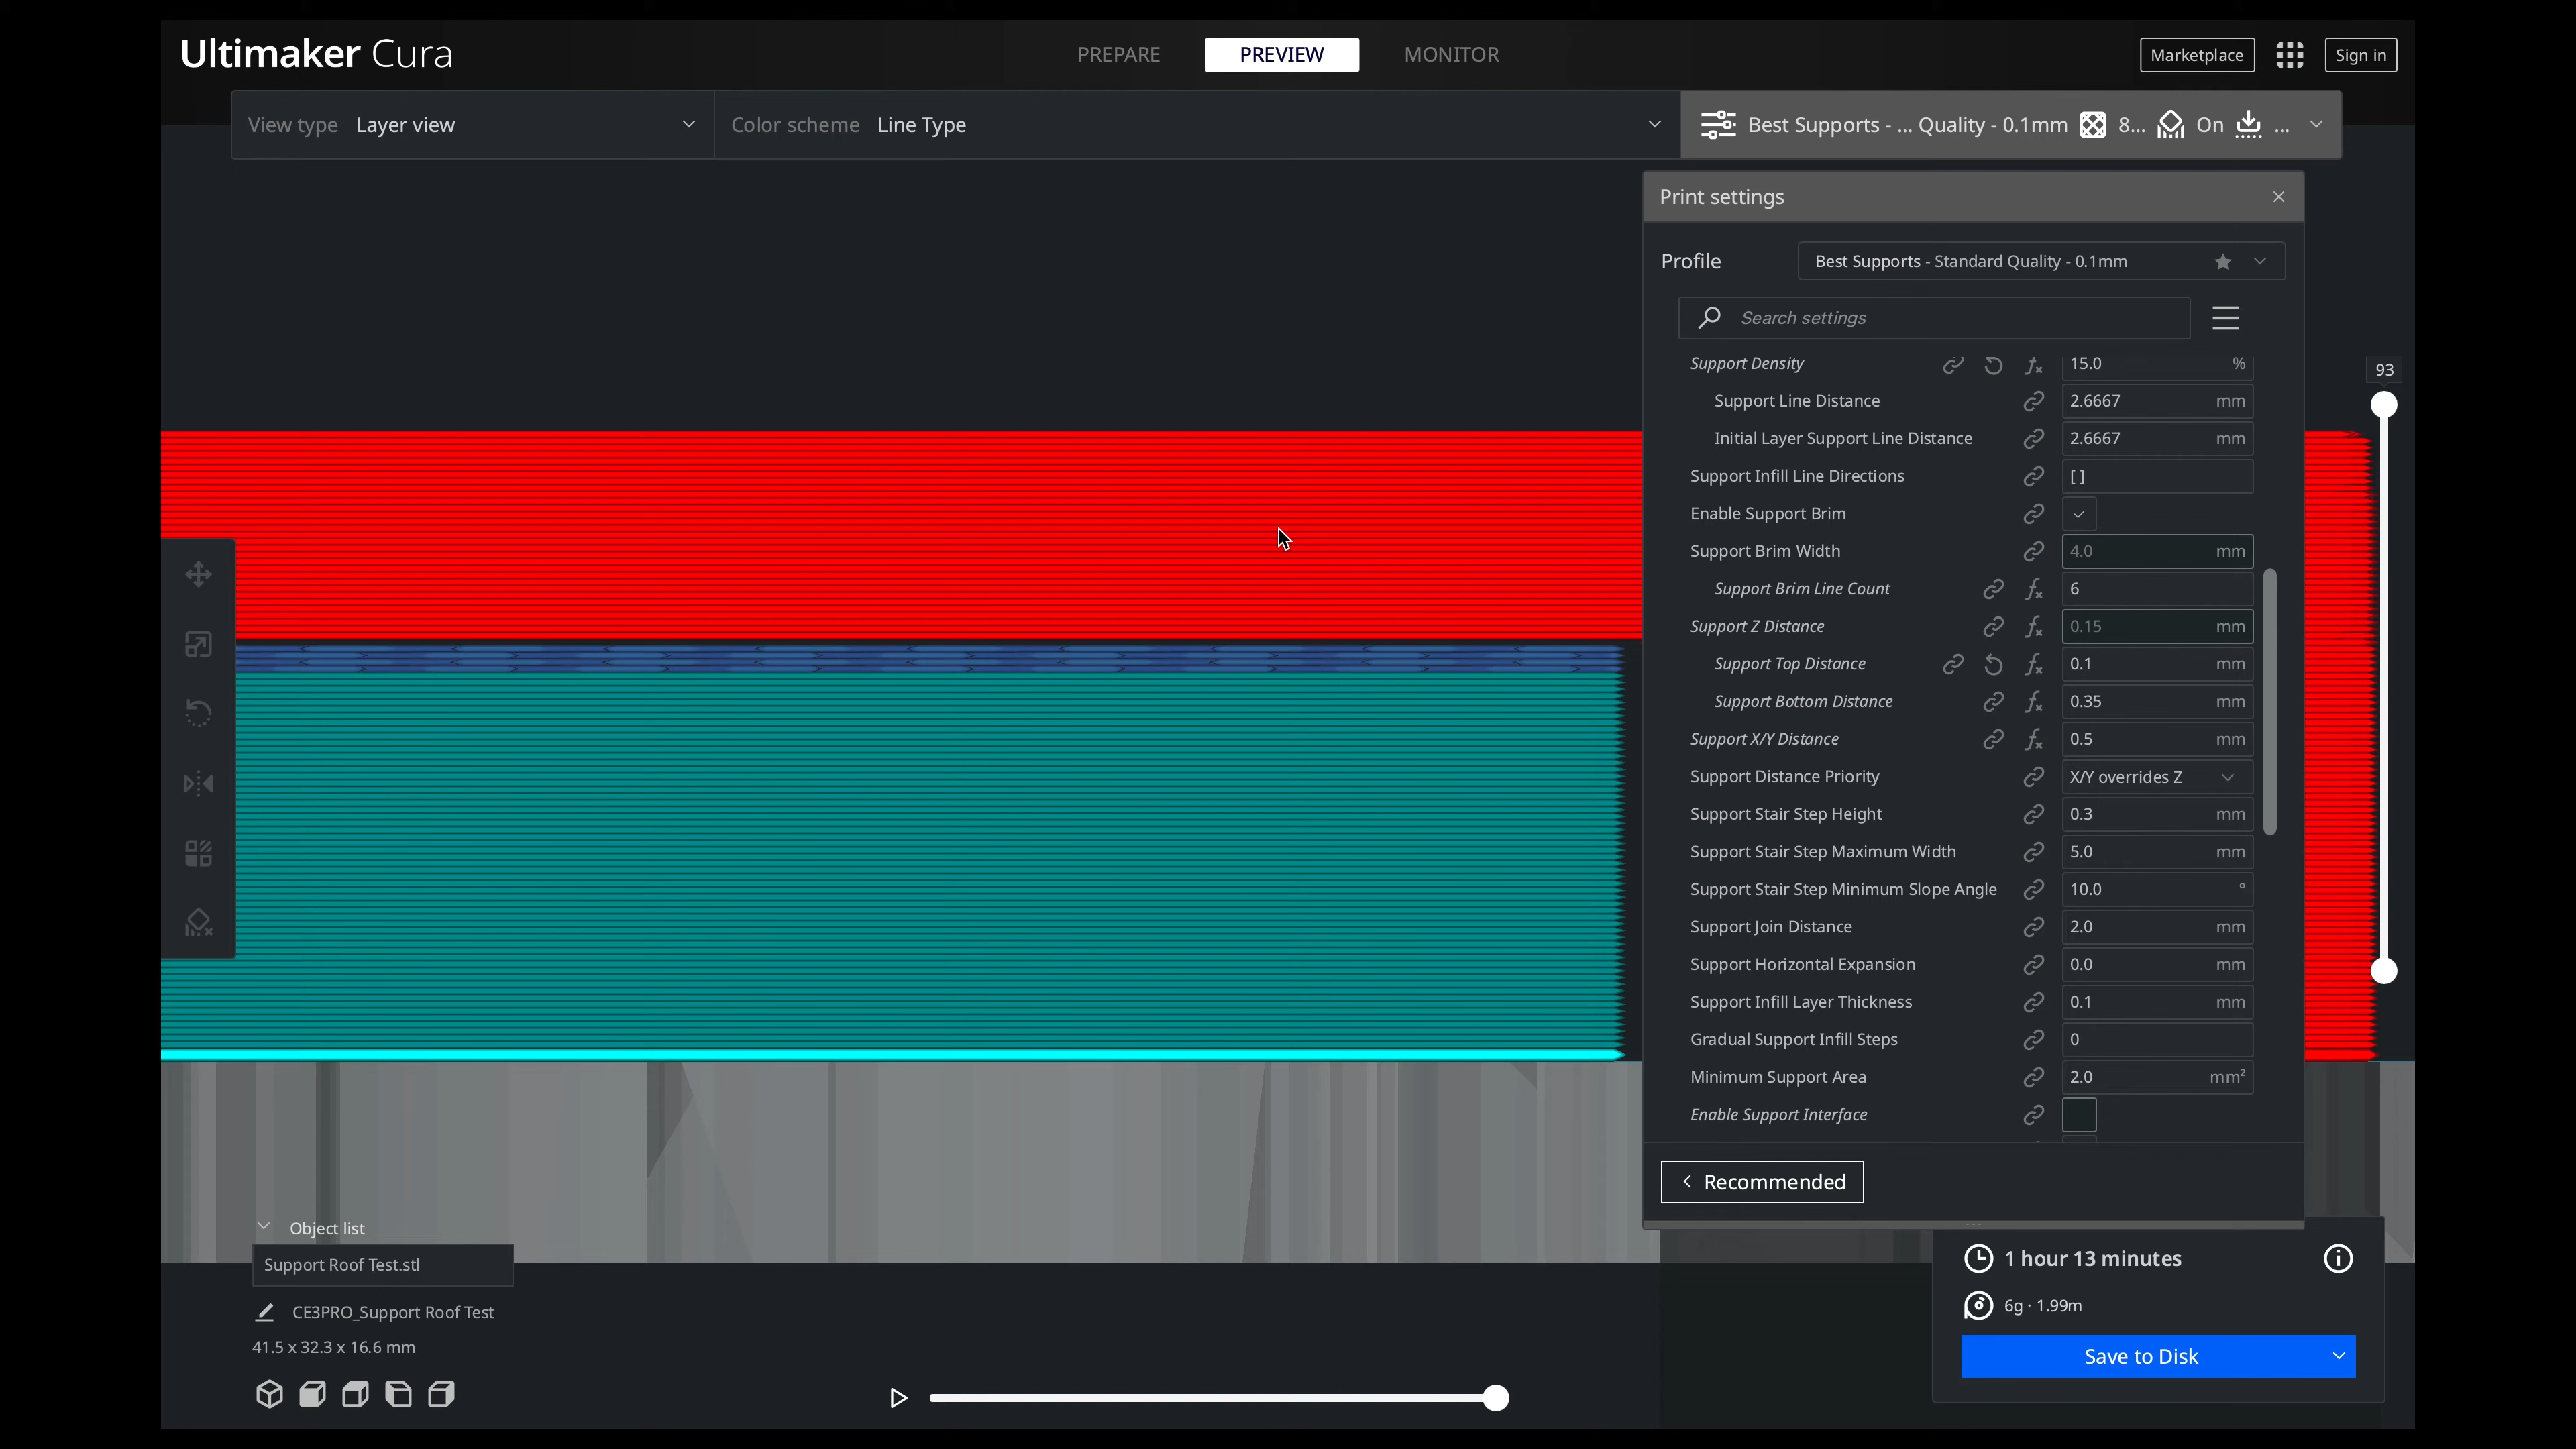 Ultimaker Cura
PREPARE
PREVIEW
MONITOR
Marketplace
Sign in
View type Layer view
Color scheme Line Type
Best Supports - ... Quality - 0.1mm 8... On ...
Print settings
Profile Best Supports - Standard Quality - 0.1mm
Search settings
Support Density 15.0 %
Support Line Distance 2.6667 mm
Initial Layer Support Line Distance 2.6667 mm
Support Infill Line Directions [ ]
Enable Support Brim
Support Brim Width 4.0 mm
Support Brim Line Count 6
Support Z Distance 0.15 mm
Support Top Distance 0.1 mm
Support Bottom Distance 0.35 mm
Support X/Y Distance 0.5 mm
Support Distance Priority X/Y overrides Z
Support Stair Step Height 0.3 mm
Support Stair Step Maximum Width 5.0 mm
Support Stair Step Minimum Slope Angle 10.0 °
Support Join Distance 2.0 mm
Support Horizontal Expansion 0.0 mm
Support Infill Layer Thickness 0.1 mm
Gradual Support Infill Steps 0
Minimum Support Area 2.0 mm²
Enable Support Interface
Recommended
93
Object list
Support Roof Test.stl
CE3PRO_Support Roof Test
41.5 x 32.3 x 16.6 mm
1 hour 13 minutes
6g · 1.99m
Save to Disk